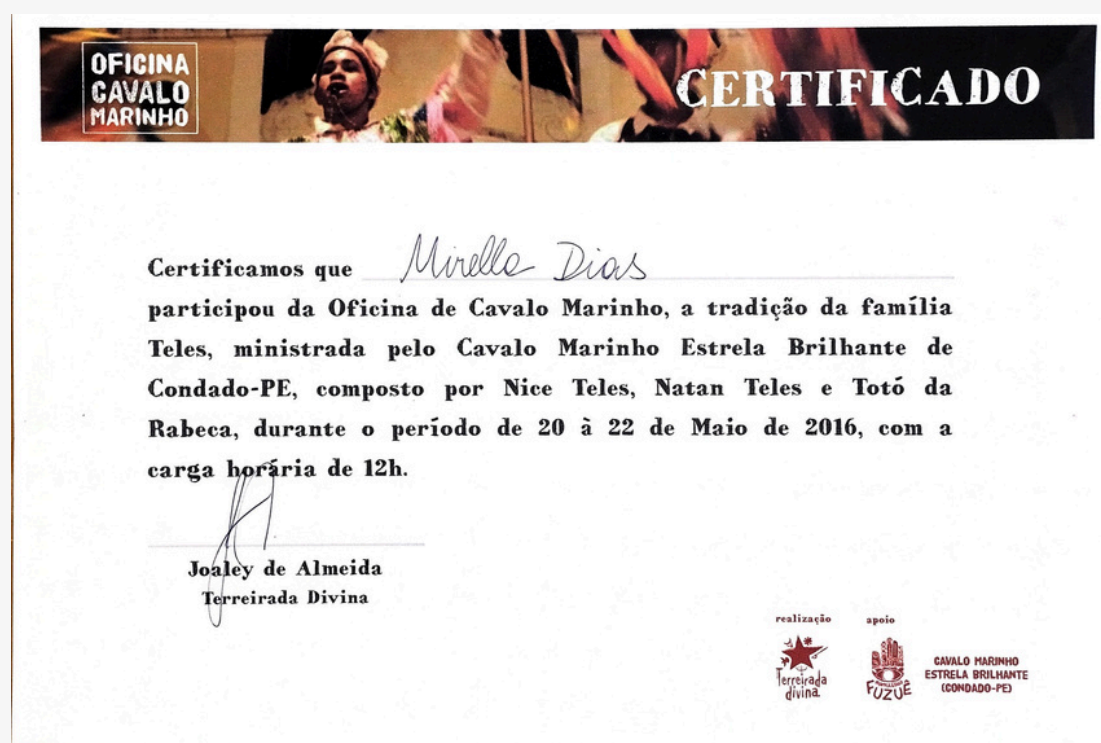 OFICINA
CAVALO
MARINHO
CERTIFICADO
Certificamos que Mirella Dias
participou da Oficina de Cavalo Marinho, a tradição da família
Teles, ministrada pelo Cavalo Marinho Estrela Brilhante de
Condado-PE, composto por Nice Teles, Natan Teles e Totó da
Rabeca, durante o período de 20 à 22 de Maio de 2016, com a
carga horária de 12h.
Joaley de Almeida
Terreirada Divina
realização
apoio
Terreirada
divina
FUZUÊ
CAVALO MARINHO
ESTRELA BRILHANTE
(CONDADO-PE)